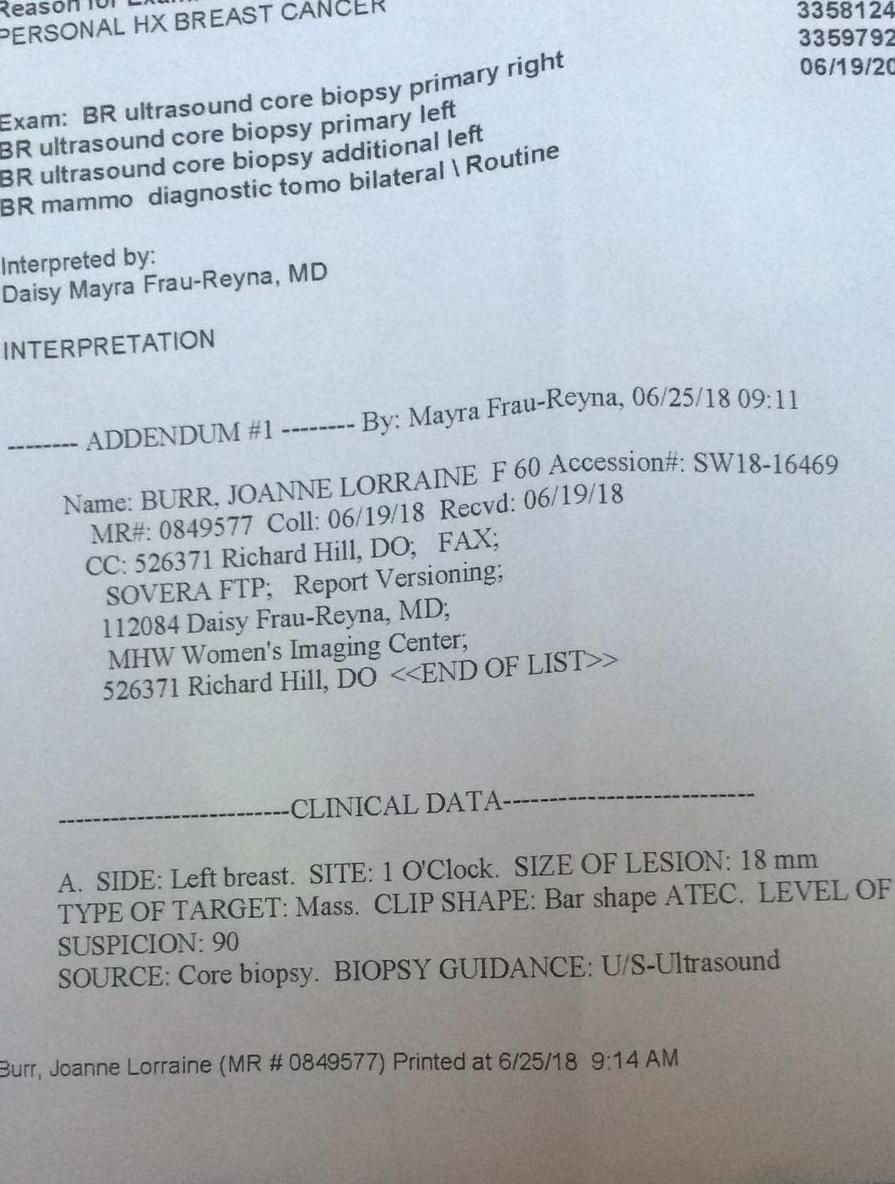 Reason for
PERSONAL HX BREAST CANCER
3358124
3359792
06/19/20
Exam: BR ultrasound core biopsy primary right
BR ultrasound core biopsy primary left
BR ultrasound core biopsy additional left
BR mammo diagnostic tomo bilateral \ Routine
Interpreted by:
Daisy Mayra Frau-Reyna, MD
INTERPRETATION
-------- ADDENDUM #1 -------- By: Mayra Frau-Reyna, 06/25/18 09:11
Name: BURR, JOANNE LORRAINE F 60 Accession#: SW18-16469
MR#: 0849577 Coll: 06/19/18 Recvd: 06/19/18
CC: 526371 Richard Hill, DO; FAX;
SOVERA FTP; Report Versioning;
112084 Daisy Frau-Reyna, MD;
MHW Women's Imaging Center;
526371 Richard Hill, DO <<END OF LIST>>
--------------------------CLINICAL DATA----------------------------
A. SIDE: Left breast. SITE: 1 O'Clock. SIZE OF LESION: 18 mm
TYPE OF TARGET: Mass. CLIP SHAPE: Bar shape ATEC. LEVEL OF
SUSPICION: 90
SOURCE: Core biopsy. BIOPSY GUIDANCE: U/S-Ultrasound
Burr, Joanne Lorraine (MR # 0849577) Printed at 6/25/18 9:14 AM